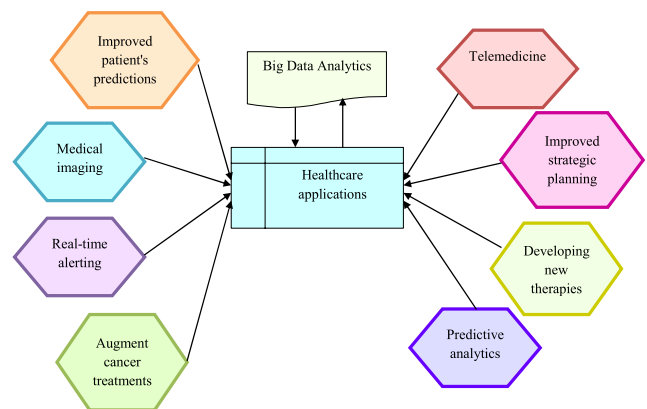 Improved
patient's
predictions
Big Data Analytics
Telemedicine
Medical
imaging
Healthcare
applications
Improved
strategic
planning
Real-time
alerting
Developing
new
therapies
Augment
cancer
treatments
Predictive
analytics